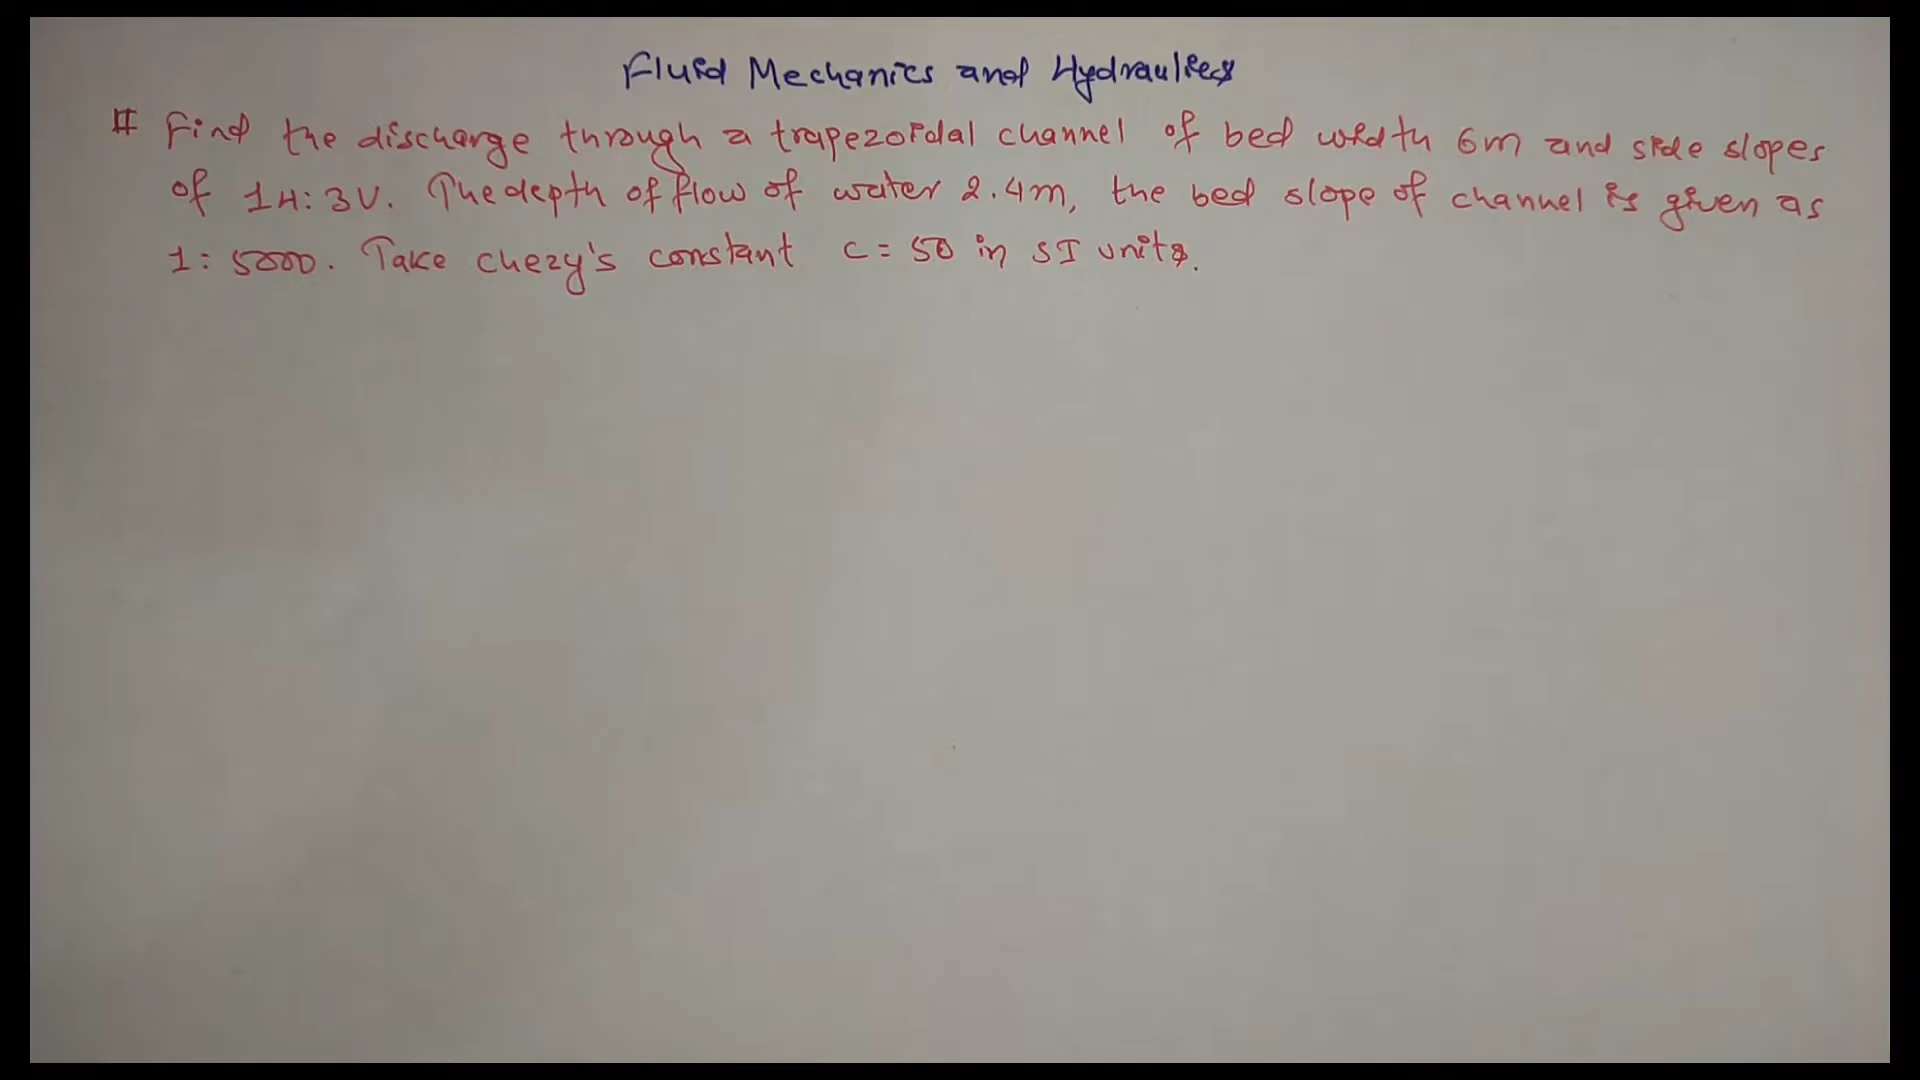 Fluid Mechanics and Hydraulics
# Find the discharge through a trapezoidal channel of bed width 6m and side slopes
of 1H:3V. The depth of flow of water 2.4m, the bed slope of channel is given as
1:5000. Take chezy's constant C=50 in SI units.